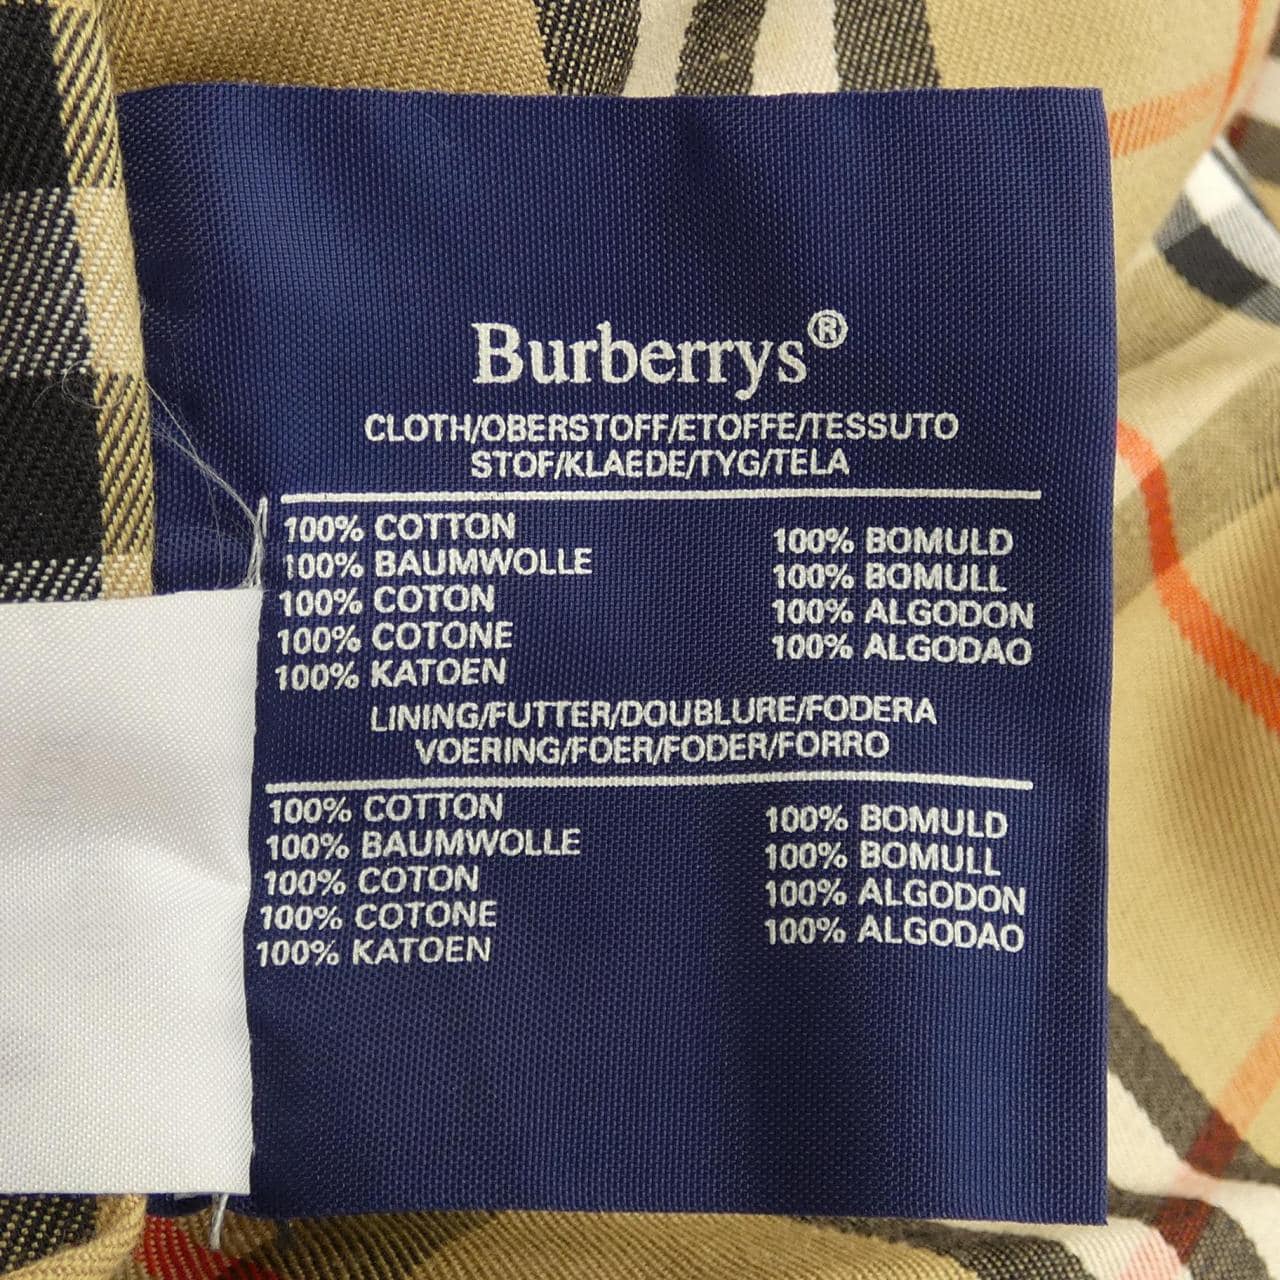 Burberrys®
CLOTH/OBERSTOFF/ETOFFE/TESSUTO
STOF/KLAEDE/TYG/TELA
100% COTTON
100% BAUMWOLLE
100% COTON
100% COTONE
100% KATOEN
100% BOMULD
100% BOMULL
100% ALGODON
100% ALGODAO
LINING/FUTTER/DOUBLURE/FODERA
VOERING/FOER/FODER/FORRO
100% COTTON
100% BAUMWOLLE
100% COTON
100% COTONE
100% KATOEN
100% BOMULD
100% BOMULL
100% ALGODON
100% ALGODAO